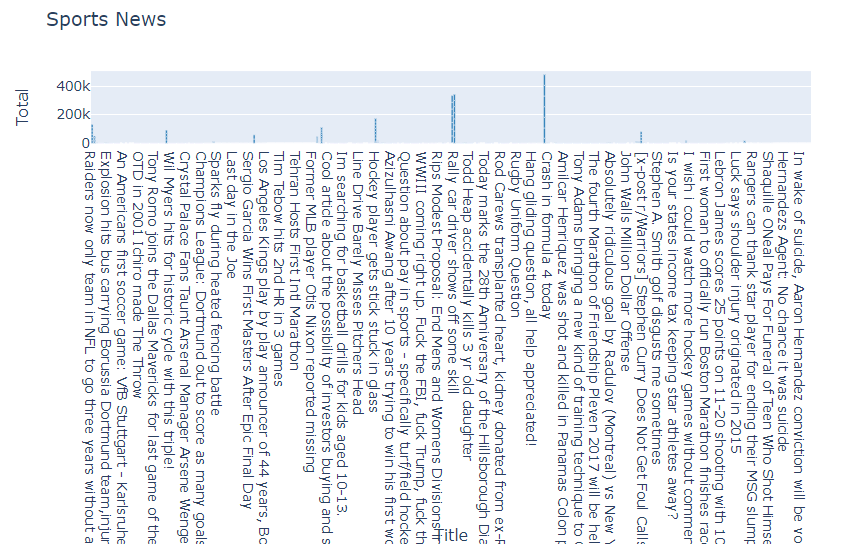 Sports News
Total
400k
200k
0
Raiders now only team in NFL to go three years without a
Explosion hits bus carrying Borussia Dortmund team,injur
An Americans first soccer game: VfB Stuttgart - Karlsruhe
OTD in 2001 Ichiro made The Throw
Tony Romo joins the Dallas Mavericks for last game of the
Wil Myers hits for historic cycle with this triple!
Crystal Palace Fans Taunt Arsenal Manager Arsene Wenge
Champions League: Dortmund out to score as many goals
Sparks fly during heated fencing battle
Last day in the Joe
Sergio Garcia Wins First Masters After Epic Final Day
Los Angeles Kings play by play announcer of 44 years, Bo
Tim Tebow hits 2nd HR in 3 games
Tehran Hosts First Intl Marathon
Former MLB player Otis Nixon reported missing
Cool article about the possibility of investors buying and s
Im searching for basketball drills for kids aged 10-13.
Line Drive Barely Misses Pitchers Head
Hockey player gets stick stuck in glass
Azizulhasni Awang after 10 years trying to win his first wo
Question about pay in sports - specifically turf/field hocke
WWIII coming right up. Fuck the FBI, fuck Trump, fuck th
Rips Modest Proposal: End Mens and Womens Divisions
Rally car driver shows off some skill
Todd Heap accidentally kills 3 yr old daughter
Today marks the 28th Anniversary of the Hillsborough Dia
Rod Carews transplanted heart, kidney donated from ex-
Rugby Uniform Question
Hang gliding question, all help appreciated!
Crash in formula 4 today
Amilcar Henriquez was shot and killed in Panamas Colon p
Tony Adams bringing a new kind of training technique to
The fourth Marathon of Friendship Pleven 2017 will be hel
Absolutely ridiculous goal by Radulov (Montreal) vs New Y
John Walls Million Dollar Offense
[x-post r/Warriors] Stephen Curry Does Not Get Foul Calls
Stephen A. Smith golf disgusts me sometimes
Is your states income tax keeping star athletes away?
I wish i could watch more hockey games without commen
First woman to officially run Boston Marathon finishes rac
Lebron James scores 25 points on 11-20 shooting with 10
Luck says shoulder injury originated in 2015
Rangers can thank star player for ending their MSG slump
Shaquille ONeal Pays For Funeral of Teen Who Shot Himse
Hernandezs Agent: No chance it was suicide
In wake of suicide, Aaron Hernandez conviction will be vo
Title